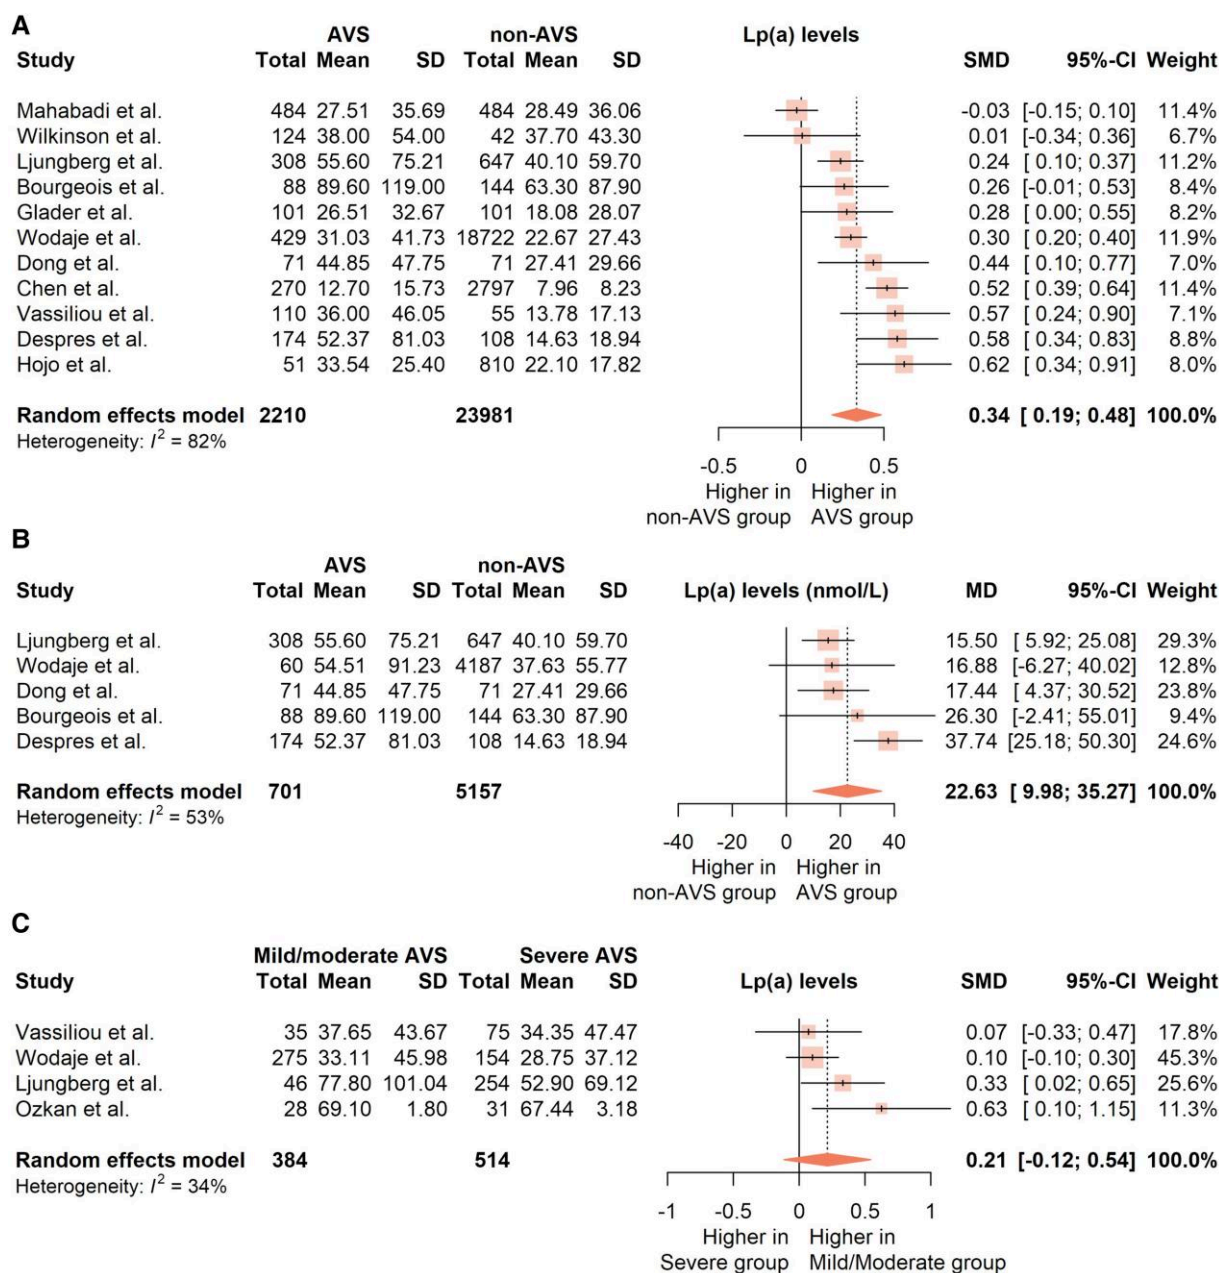 A
AVS non-AVS Lp(a) levels
Study Total Mean SD Total Mean SD SMD 95%-CI Weight
Mahabadi et al. 484 27.51 35.69 484 28.49 36.06 -0.03 [-0.15; 0.10] 11.4%
Wilkinson et al. 124 38.00 54.00 42 37.70 43.30 0.01 [-0.34; 0.36] 6.7%
Ljungberg et al. 308 55.60 75.21 647 40.10 59.70 0.24 [0.10; 0.37] 11.2%
Bourgeois et al. 88 89.60 119.00 144 63.30 87.90 0.26 [-0.01; 0.53] 8.4%
Glader et al. 101 26.51 32.67 101 18.08 28.07 0.28 [0.00; 0.55] 8.2%
Wodaje et al. 429 31.03 41.73 18722 22.67 27.43 0.30 [0.20; 0.40] 11.9%
Dong et al. 71 44.85 47.75 71 27.41 29.66 0.44 [0.10; 0.77] 7.0%
Chen et al. 270 12.70 15.73 2797 7.96 8.23 0.52 [0.39; 0.64] 11.4%
Vassiliou et al. 110 36.00 46.05 55 13.78 17.13 0.57 [0.24; 0.90] 7.1%
Despres et al. 174 52.37 81.03 108 14.63 18.94 0.58 [0.34; 0.83] 8.8%
Hojo et al. 51 33.54 25.40 810 22.10 17.82 0.62 [0.34; 0.91] 8.0%
Random effects model 2210 23981 0.34 [ 0.19; 0.48] 100.0%
Heterogeneity: I² = 82%
-0.5 0 0.5
Higher in Higher in
non-AVS group AVS group
B
AVS non-AVS
Study Total Mean SD Total Mean SD Lp(a) levels (nmol/L) MD 95%-CI Weight
Ljungberg et al. 308 55.60 75.21 647 40.10 59.70 15.50 [ 5.92; 25.08] 29.3%
Wodaje et al. 60 54.51 91.23 4187 37.63 55.77 16.88 [-6.27; 40.02] 12.8%
Dong et al. 71 44.85 47.75 71 27.41 29.66 17.44 [ 4.37; 30.52] 23.8%
Bourgeois et al. 88 89.60 119.00 144 63.30 87.90 26.30 [-2.41; 55.01] 9.4%
Despres et al. 174 52.37 81.03 108 14.63 18.94 37.74 [25.18; 50.30] 24.6%
Random effects model 701 5157 22.63 [ 9.98; 35.27] 100.0%
Heterogeneity: I² = 53%
-40 -20 0 20 40
Higher in Higher in
non-AVS group AVS group
C
Mild/moderate AVS Severe AVS
Study Total Mean SD Total Mean SD Lp(a) levels SMD 95%-CI Weight
Vassiliou et al. 35 37.65 43.67 75 34.35 47.47 0.07 [-0.33; 0.47] 17.8%
Wodaje et al. 275 33.11 45.98 154 28.75 37.12 0.10 [-0.10; 0.30] 45.3%
Ljungberg et al. 46 77.80 101.04 254 52.90 69.12 0.33 [ 0.02; 0.65] 25.6%
Ozkan et al. 28 69.10 1.80 31 67.44 3.18 0.63 [ 0.10; 1.15] 11.3%
Random effects model 384 514 0.21 [-0.12; 0.54] 100.0%
Heterogeneity: I² = 34%
-1 -0.5 0 0.5 1
Higher in Higher in
Severe group Mild/Moderate group